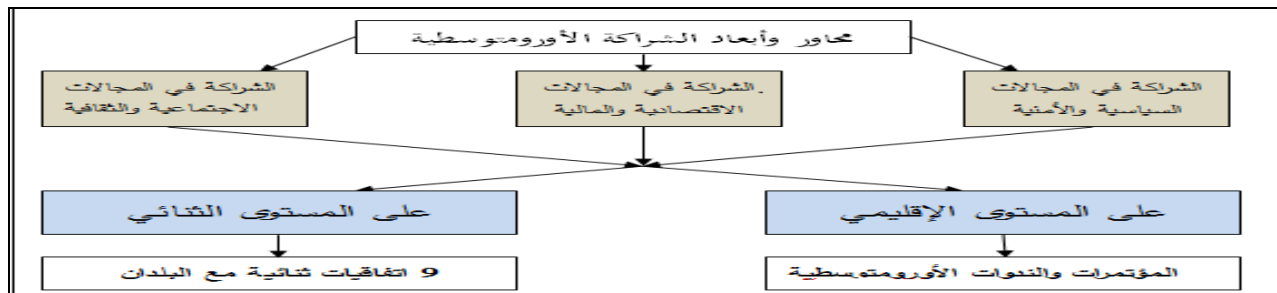 محاور وأبعاد الشراكة الأورومتوسطية
الشراكة في المجالات
السياسية والأمنية
الشراكة في المجالات
الاقتصادية والمالية
الشراكة في المجالات
الاجتماعية والثقافية
على المستوى الإقليمي
على المستوى الثنائي
المؤتمرات والندوات الأورومتوسطية
9 اتفاقيات ثنائية مع البلدان